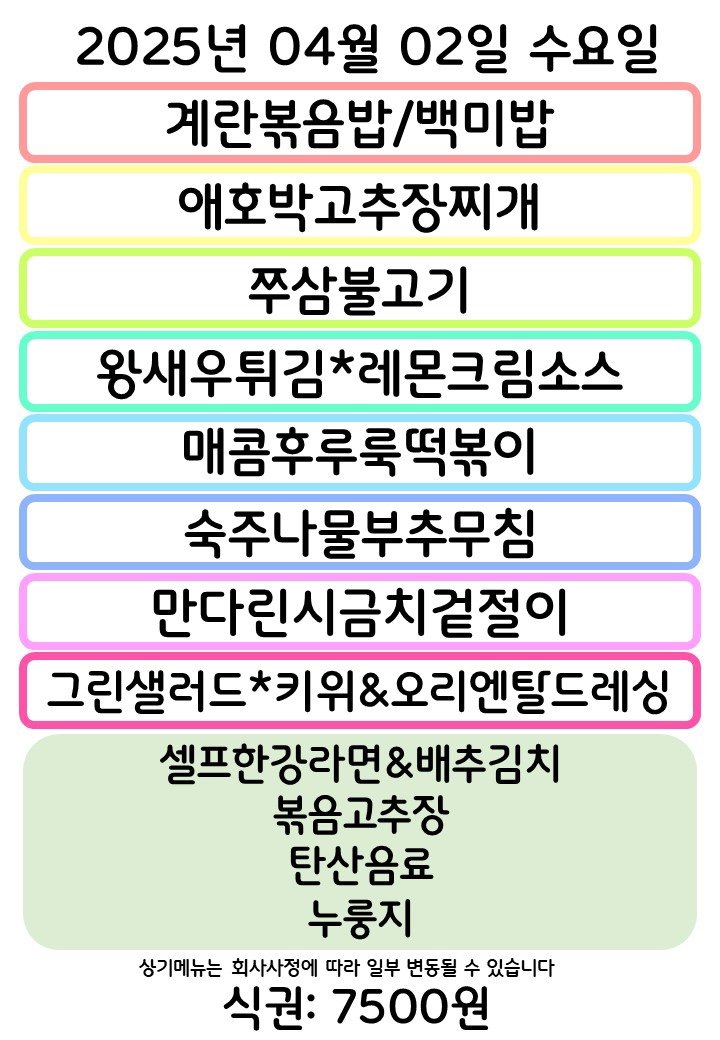 2025년 04월 02일 수요일
계란볶음밥/백미밥
애호박고추장찌개
쭈삼불고기
왕새우튀김*레몬크림소스
매콤후루룩떡볶이
숙주나물부추무침
만다린시금치겉절이
그린샐러드*키위&오리엔탈드레싱
셀프한강라면&배추김치
볶음고추장
탄산음료
누룽지
상기메뉴는 회사사정에 따라 일부 변동될 수 있습니다
식권: 7500원